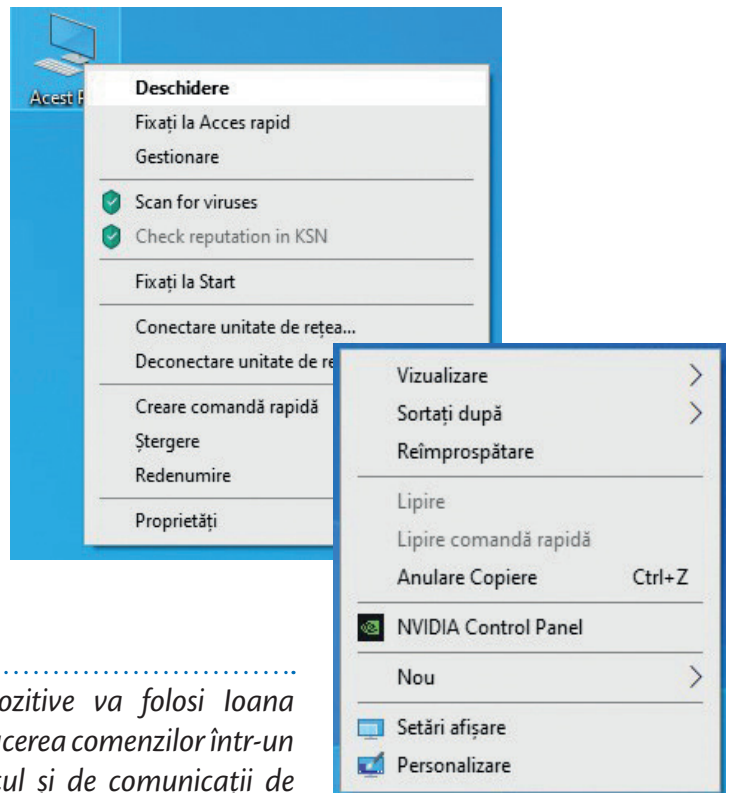 Acest
Deschidere
Fixați la Acces rapid
Gestionare
Scan for viruses
Check reputation in KSN
Fixați la Start
Conectare unitate de rețea...
Deconectare unitate de re
Creare comandă rapidă
Ștergere
Redenumire
Proprietăți
Vizualizare
Sortați după
Reîmprospătare
Lipire
Lipire comandă rapidă
Anulare Copiere Ctrl+Z
NVIDIA Control Panel
Nou
Setări afișare
Personalizare
ozitive va folosi Ioana
ucerea comenzilor într-un
cul și de comunicații de